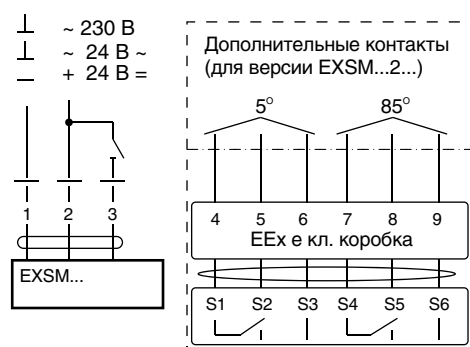 ~ 230 В
~ 24 В ~
+ 24 В =
1 2 3
EXSM...
Дополнительные контакты
(для версии EXSM...2...)
5° 85°
4 5 6 7 8 9
EEx e кл. коробка
S1 S2 S3 S4 S5 S6